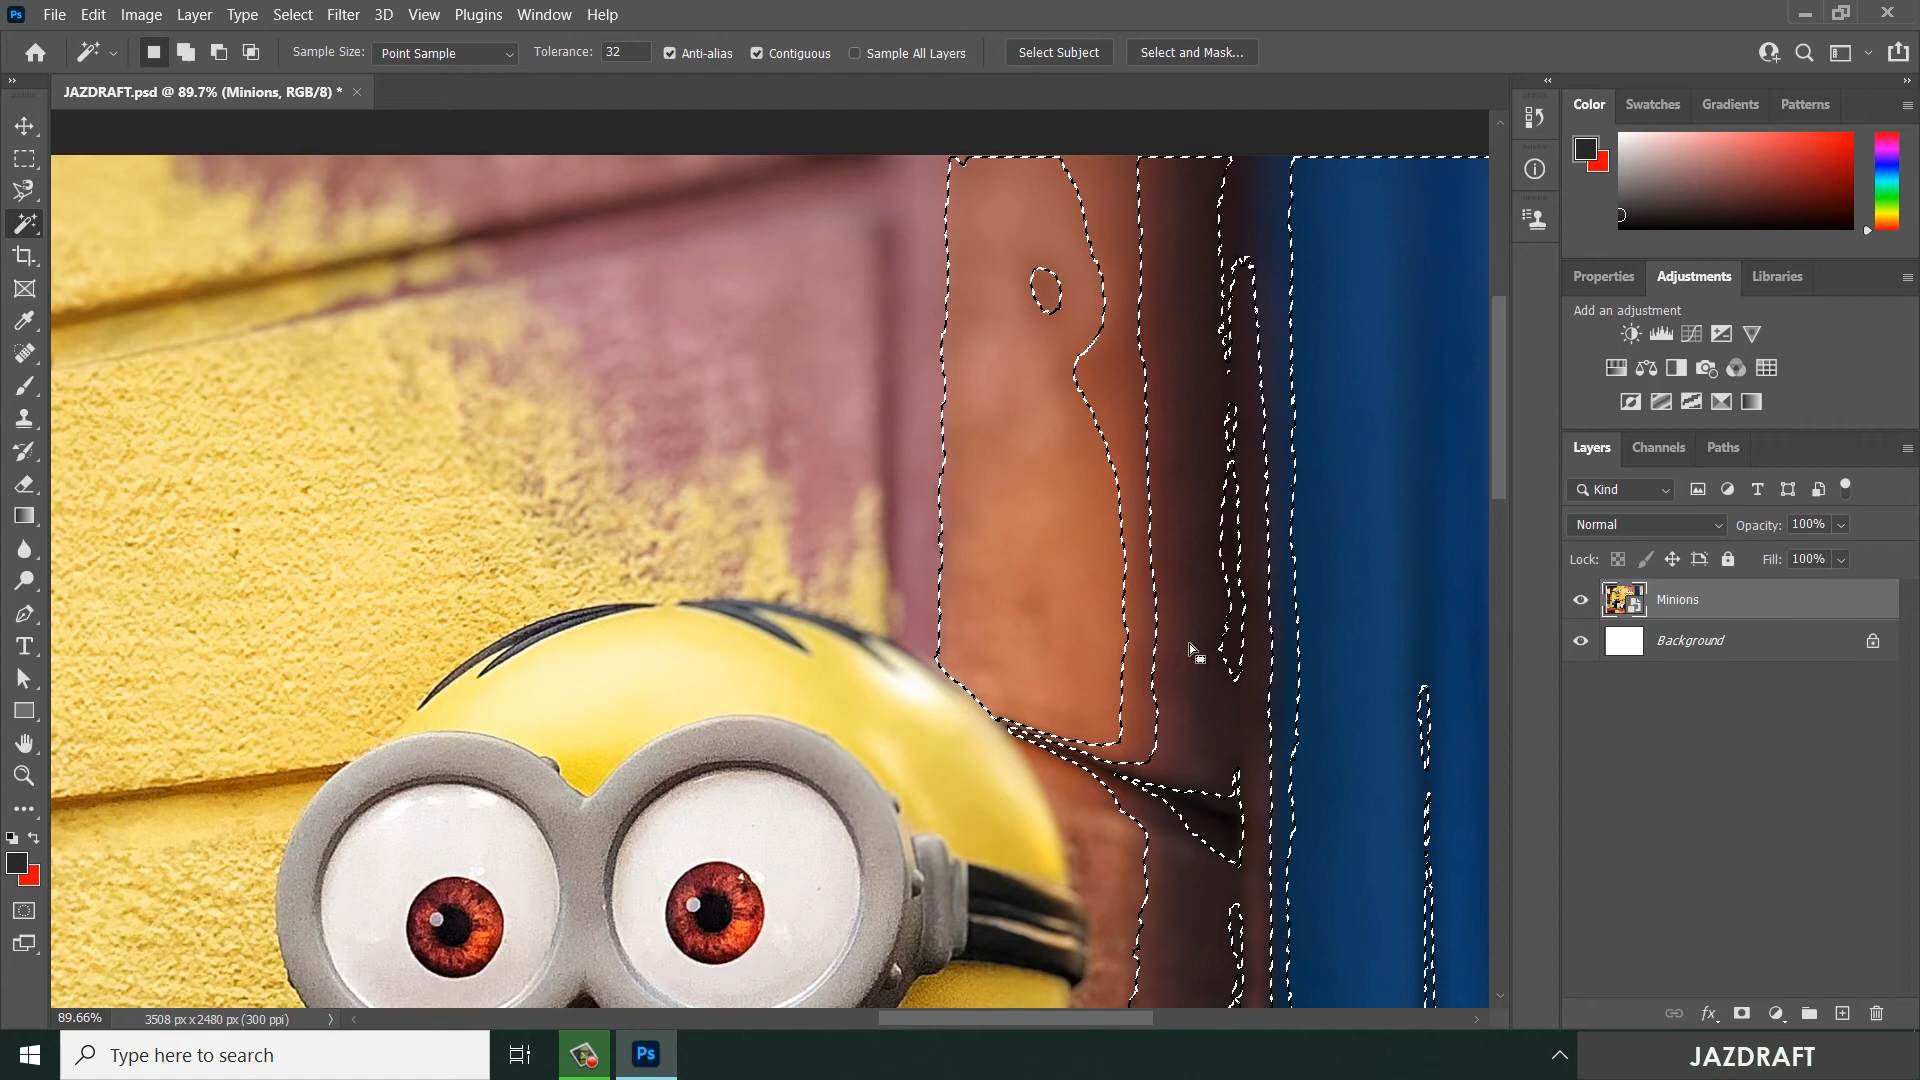 Ps File Edit Image Layer Type Select Filter 3D View Plugins Window Help
Sample Size: Point Sample Tolerance: 32 Anti-alias Contiguous Sample All Layers Select Subject Select and Mask...
JAZDRAFT.psd @ 89.7% (Minions, RGB/8) *
Color Swatches Gradients Patterns
Properties Adjustments Libraries
Add an adjustment
Layers Channels Paths
Kind
Normal Opacity: 100%
Lock: Fill: 100%
Minions
Background
89.66% 3508 px x 2480 px (300 ppi)
Type here to search
Ps
JAZDRAFT